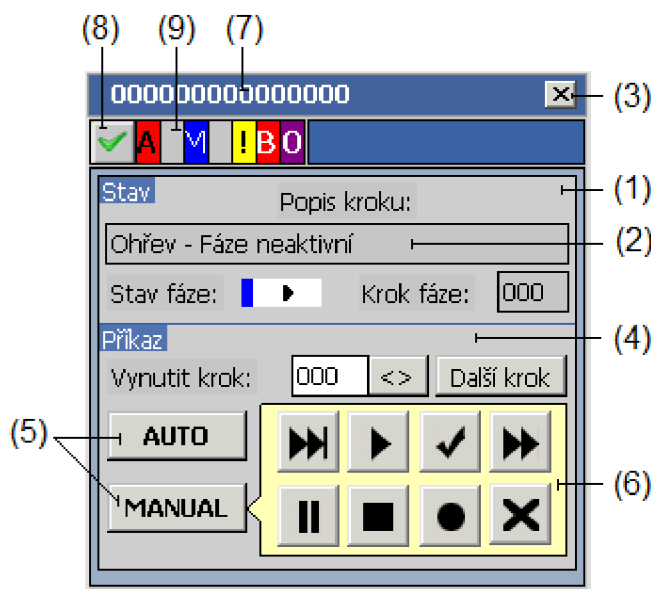 (8) (9) (7)
000000000000000
(3)
A M ! B O
Stav
(1)
Popis kroku:
Ohřev - Fáze neaktivní
(2)
Stav fáze: Krok fáze: 000
Příkaz
(4)
Vynutit krok: 000 <> Další krok
(5)
AUTO
MANUAL
(6)